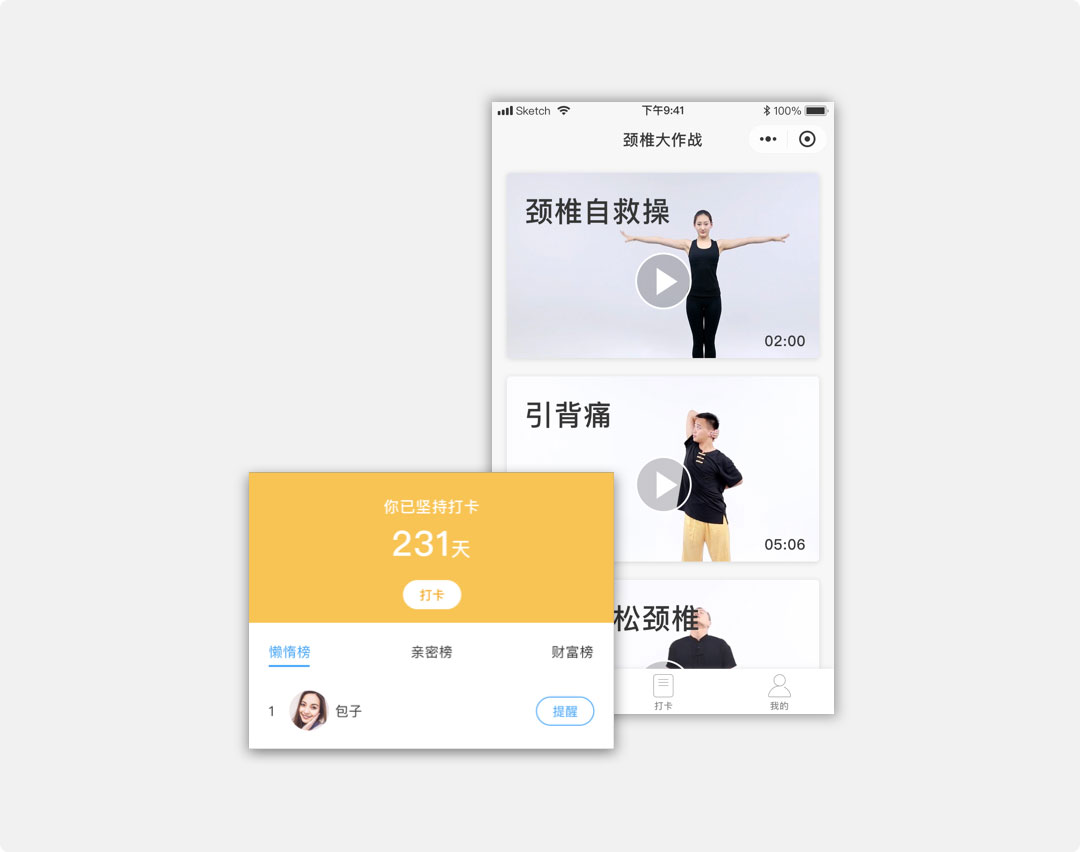 Sketch 下午9:41 100%
颈椎大作战
颈椎自救操
02:00
引背痛
05:06
松颈椎
打卡 我的
你已坚持打卡
231天
打卡
懒惰榜 亲密榜 财富榜
1 包子 提醒